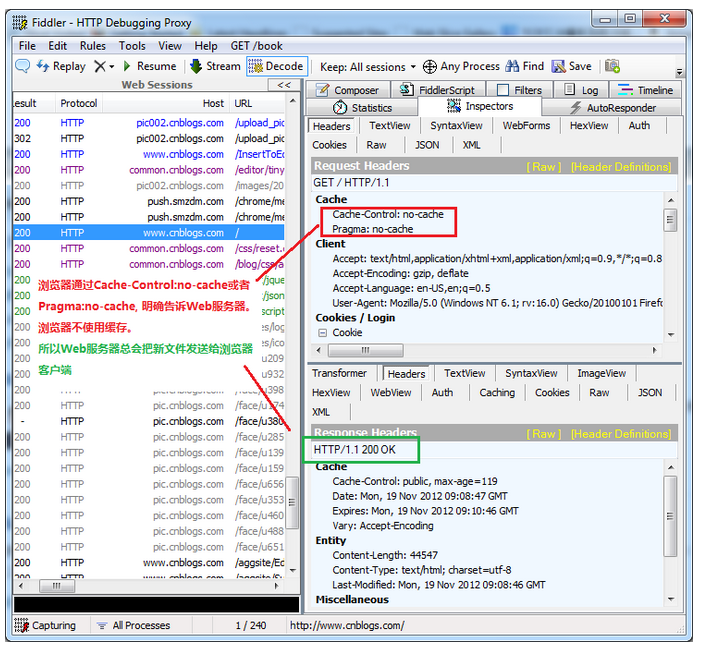 Fiddler - HTTP Debugging Proxy
File Edit Rules Tools View Help GET /book
Replay Resume Stream Decode Keep: All sessions Any Process Find Save
Web Sessions <<
Result Protocol Host URL
200 HTTP pic002.cnblogs.com /upload_pic
302 HTTP pic002.cnblogs.com /upload_pic
200 HTTP www.cnblogs.com /InsertToEd
200 HTTP common.cnblogs.com /editor/tiny
200 HTTP pic002.cnblogs.com /images/20
200 HTTP push.smzdm.com /chrome/me
200 HTTP push.smzdm.com /chrome/me
200 HTTP www.cnblogs.com /
200 HTTP common.cnblogs.com /css/reset.c
200 HTTP common.cnblogs.com /blog/css/a
200 /jque
浏览器通过Cache-Control:no-cache或者
200 /json
Pragma:no-cache, 明确告诉Web服务器。
200 script
浏览器不使用缓存。
200 es/log
200 es/ico
所以Web服务器总会把新文件发送给浏览器
200 /u209
客户端
200 /u932
200 HTTP pic.cnblogs.com /face/u398
200 HTTP pic.cnblogs.com /face/u174
- HTTP pic.cnblogs.com /face/u380
200 HTTP pic.cnblogs.com /face/u285
200 HTTP pic.cnblogs.com /face/u139
200 HTTP pic.cnblogs.com /face/u159
200 HTTP pic.cnblogs.com /face/u656
200 HTTP pic.cnblogs.com /face/u353
200 HTTP pic.cnblogs.com /face/u460
200 HTTP pic.cnblogs.com /face/u488
200 HTTP pic.cnblogs.com /face/u651
200 HTTP www.cnblogs.com /aggsite/Ed
200 HTTP www.cnblogs.com
Composer FiddlerScript Filters Log Timeline
Statistics Inspectors AutoResponder
Headers TextView SyntaxView WebForms HexView Auth
Cookies Raw JSON XML
Request Headers [ Raw ] [Header Definitions]
GET / HTTP/1.1
Cache
Cache-Control: no-cache
Pragma: no-cache
Client
Accept: text/html,application/xhtml+xml,application/xml;q=0.9,*/*;q=0.8
Accept-Encoding: gzip, deflate
Accept-Language: en-US,en;q=0.5
User-Agent: Mozilla/5.0 (Windows NT 6.1; rv:16.0) Gecko/20100101 Firef
Cookies / Login
Cookie
Transformer Headers TextView SyntaxView ImageView
HexView WebView Auth Caching Cookies Raw JSON
XML
Response Headers [ Raw ] [Header Definitions]
HTTP/1.1 200 OK
Cache
Cache-Control: public, max-age=119
Date: Mon, 19 Nov 2012 09:08:47 GMT
Expires: Mon, 19 Nov 2012 09:10:46 GMT
Vary: Accept-Encoding
Entity
Content-Length: 44547
Content-Type: text/html; charset=utf-8
Last-Modified: Mon, 19 Nov 2012 09:08:46 GMT
Miscellaneous
Capturing All Processes 1 / 240 http://www.cnblogs.com/